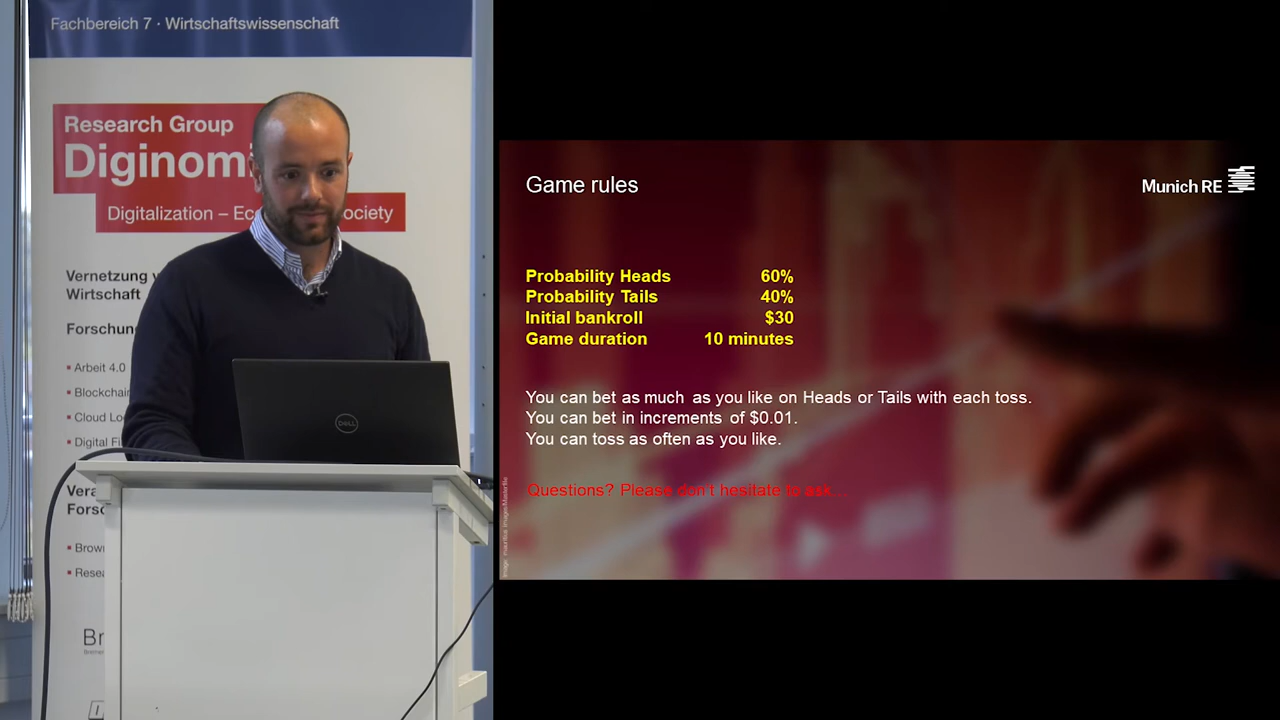 Fachbereich 7 · Wirtschaftswissenschaft
Research Group
Diginomi
Digitalization – Ec ociety
Vernetzung
Wirtschaft
Forschun
Arbeit 4.0
Blockchain
Cloud Lo
Digital Fi
Vera
Forsc
Brow
Resea
Br
DELL
Game rules
Munich RE
Probability Heads 60%
Probability Tails 40%
Initial bankroll $30
Game duration 10 minutes
You can bet as much as you like on Heads or Tails with each toss.
You can bet in increments of $0.01.
You can toss as often as you like.
Questions? Please don't hesitate to ask...